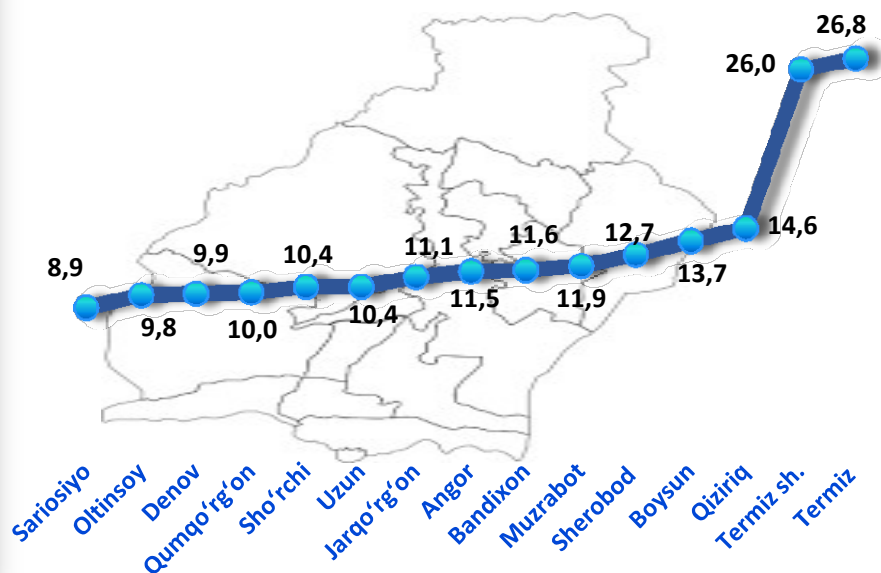 26,8
26,0
14,6
13,7
12,7
11,9
11,6
11,5
11,1
10,4
10,4
10,0
9,9
9,8
8,9
Sariosiyo
Oltinsoy
Denov
Qumqo‘rg‘on
Sho‘rchi
Uzun
Jarqo‘rg‘on
Angor
Bandixon
Muzrabot
Sherobod
Boysun
Qiziriq
Termiz sh.
Termiz